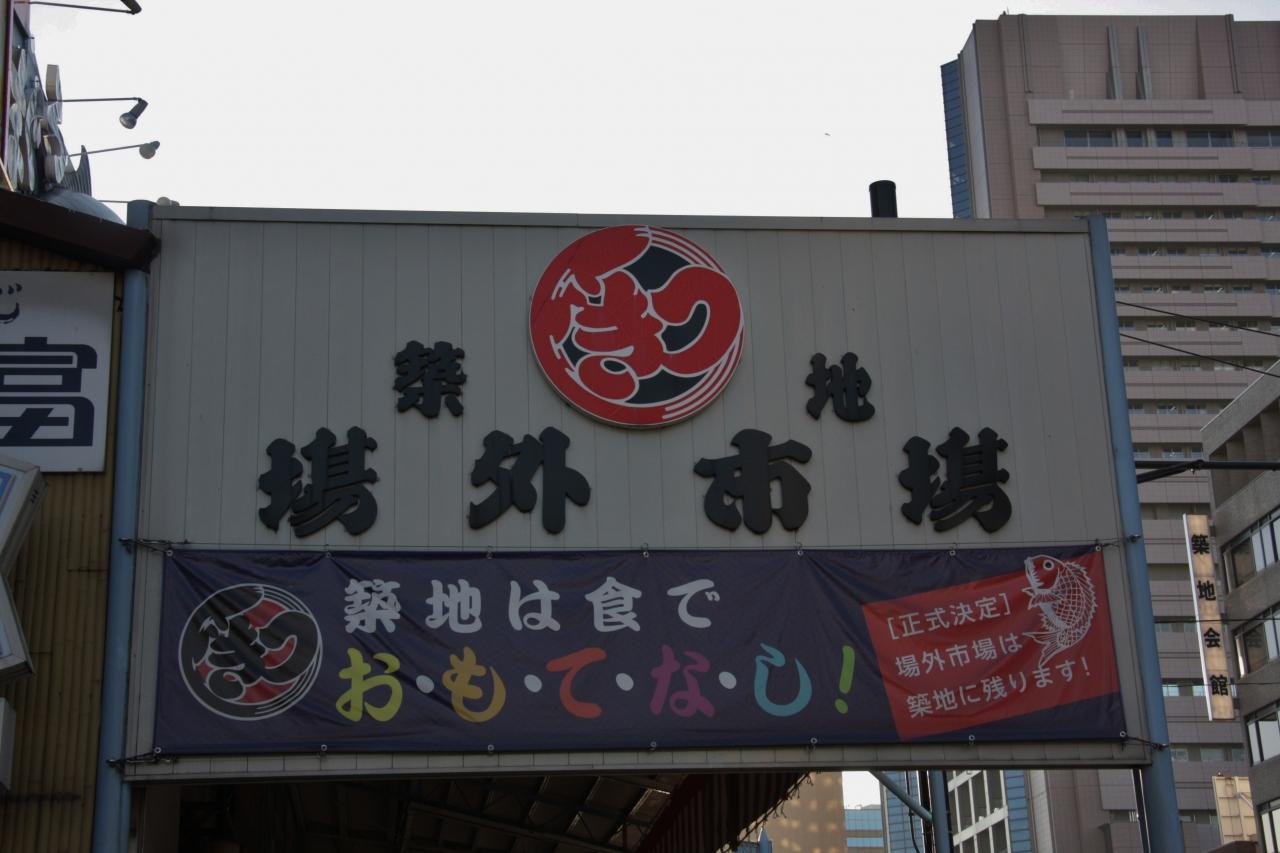 築地
場外市場
築地は食で
お・も・て・な・し!
[正式決定]
場外市場は
築地に残ります!
築地会館
富